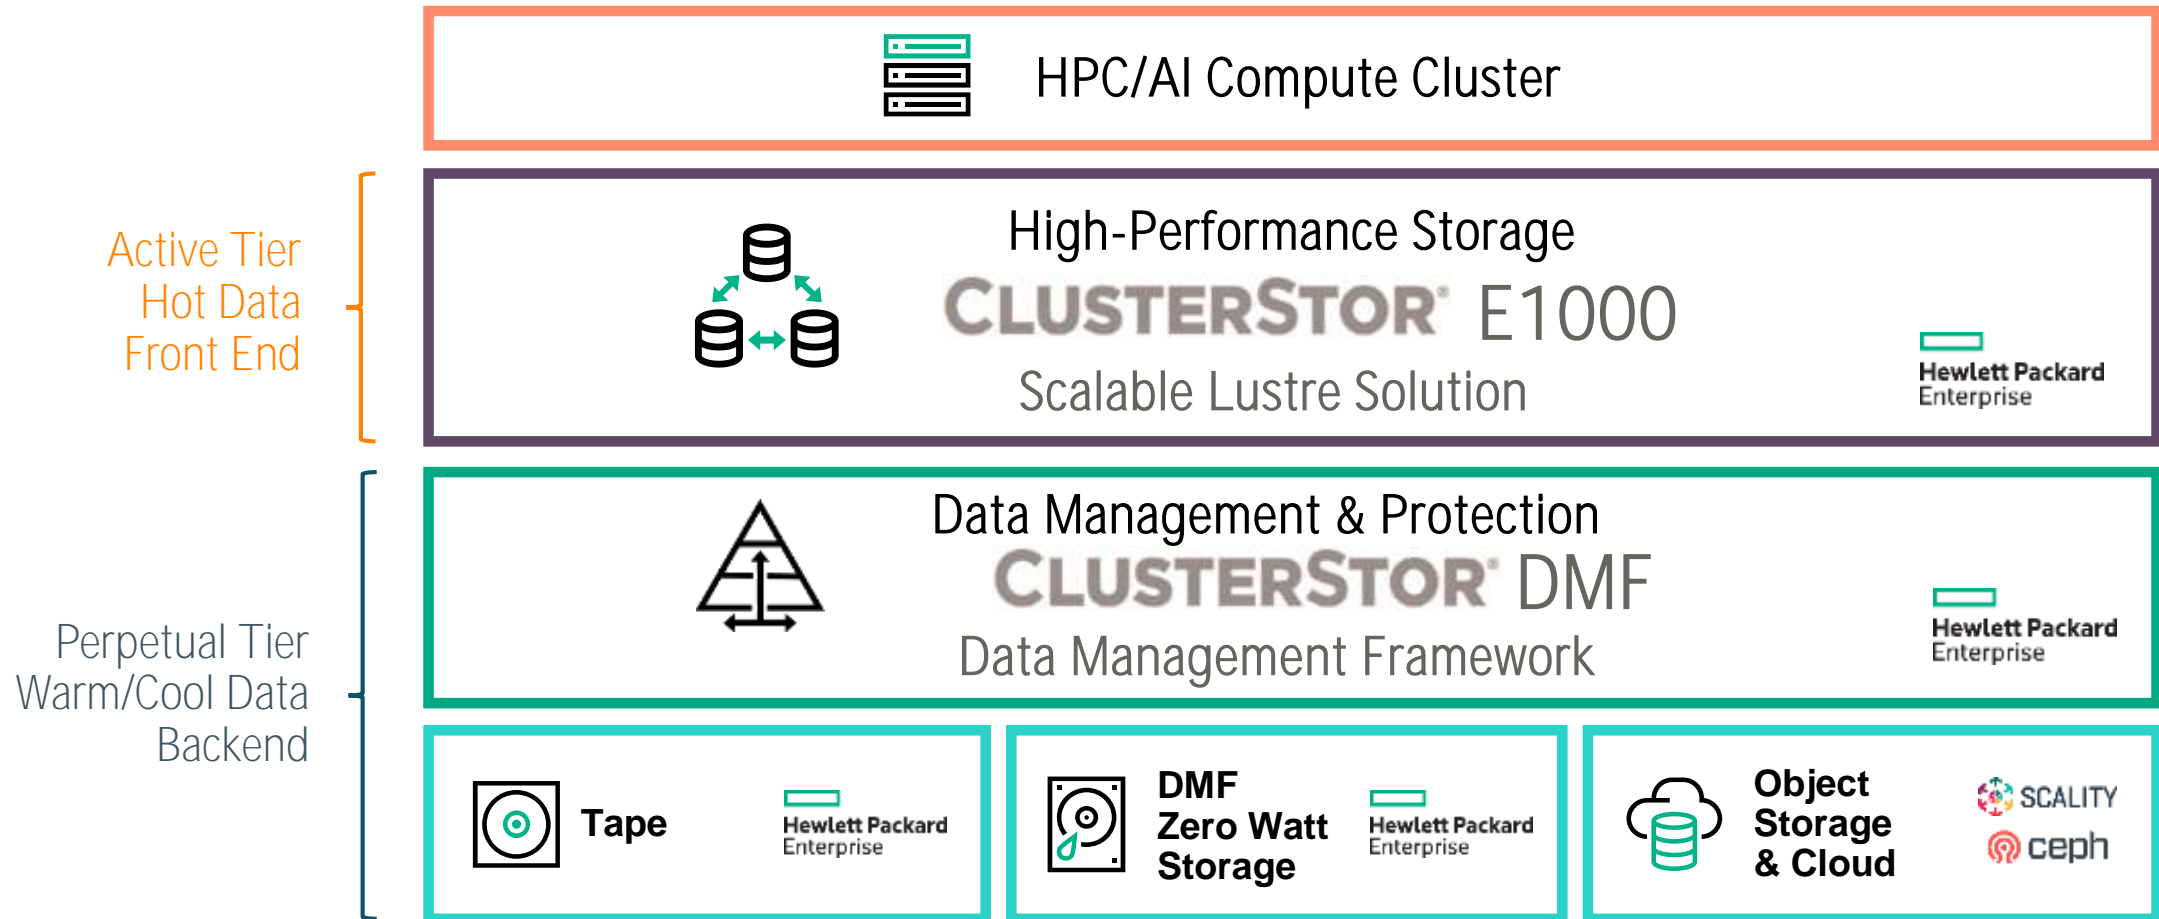 HPC/AI Compute Cluster
Active Tier
Hot Data
Front End
High-Performance Storage
CLUSTERSTOR® E1000
Scalable Lustre Solution
Hewlett Packard
Enterprise
Perpetual Tier
Warm/Cool Data
Backend
Data Management & Protection
CLUSTERSTOR® DMF
Data Management Framework
Hewlett Packard
Enterprise
Tape
Hewlett Packard
Enterprise
DMF
Zero Watt
Storage
Hewlett Packard
Enterprise
Object
Storage
& Cloud
SCALITY
ceph